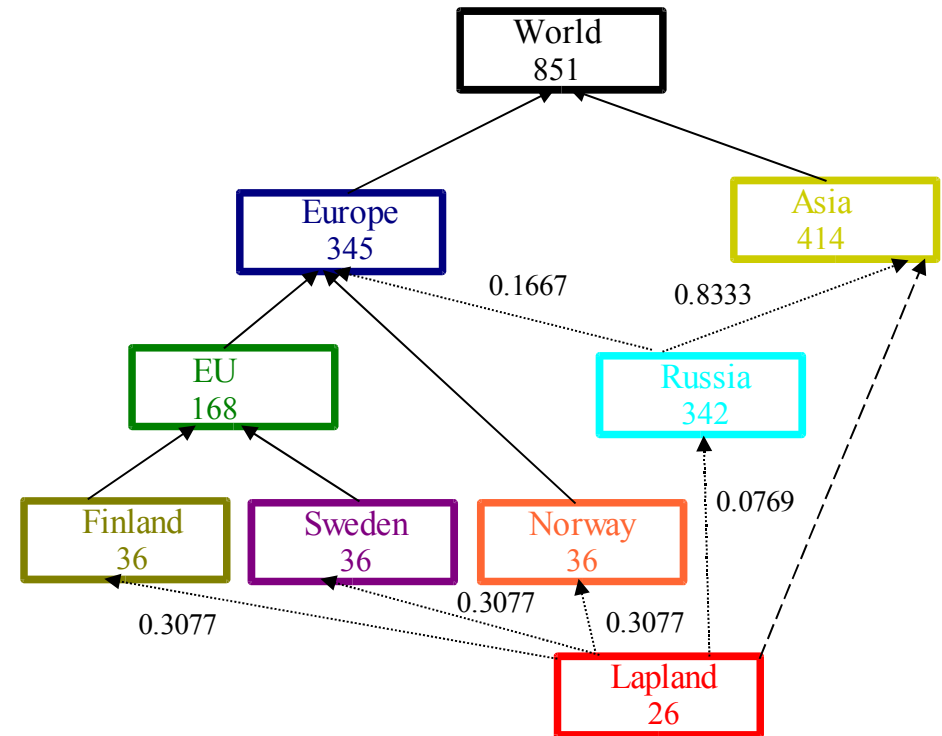 World
851
Europe
345
Asia
414
0.1667
0.8333
EU
168
Russia
342
0.0769
Finland
36
Sweden
36
Norway
36
0.3077
0.3077
0.3077
Lapland
26